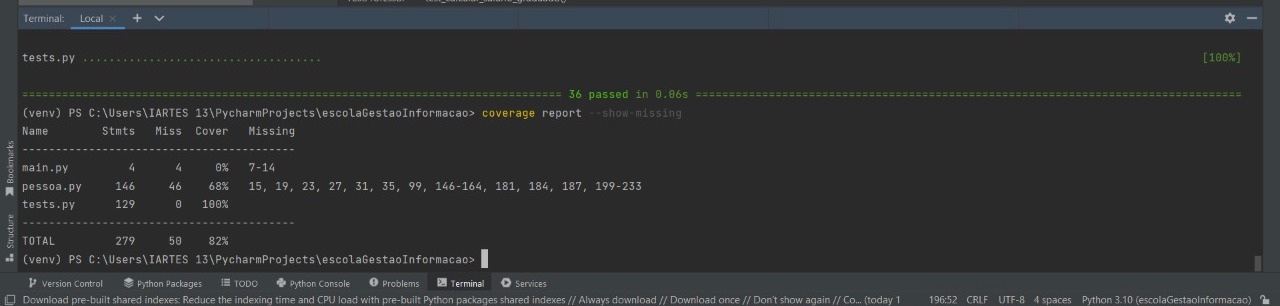 Terminal: Local × +
tests.py .................................... [100%]
36 passed in 0.06s
(venv) PS C:\Users\IARTES 13\PycharmProjects\escolaGestaoInformacao> coverage report --show-missing
Name Stmts Miss Cover Missing
-----------------------------------------
main.py 4 4 0% 7-14
pessoa.py 146 46 68% 15, 19, 23, 27, 31, 35, 99, 146-164, 181, 184, 187, 199-233
tests.py 129 0 100%
-----------------------------------------
TOTAL 279 50 82%
(venv) PS C:\Users\IARTES 13\PycharmProjects\escolaGestaoInformacao>
Bookmarks
Structure
Version Control Python Packages TODO Python Console Problems Terminal Services
Download pre-built shared indexes: Reduce the indexing time and CPU load with pre-built Python packages shared indexes // Always download // Download once // Don't show again // Co... (today 1 196:52 CRLF UTF-8 4 spaces Python 3.10 (escolaGestaoInformacao)